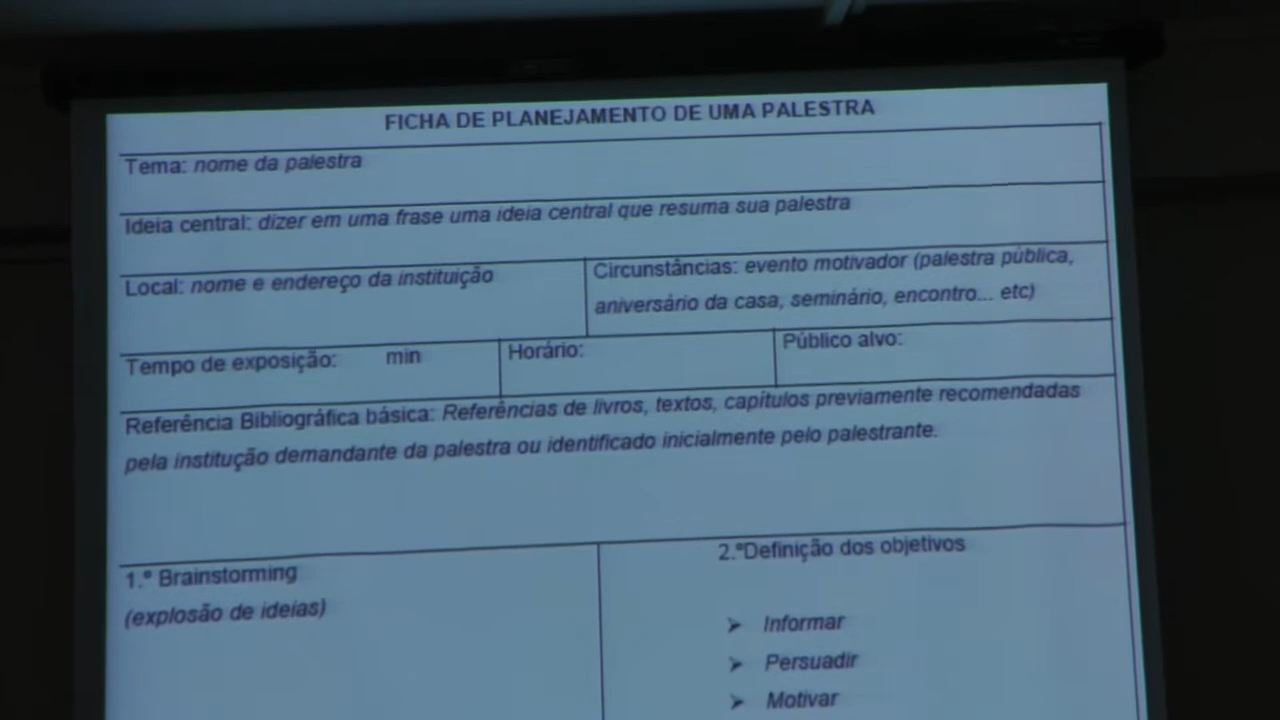 FICHA DE PLANEJAMENTO DE UMA PALESTRA
Tema: nome da palestra
Ideia central: dizer em uma frase uma ideia central que resuma sua palestra
Local: nome e endereço da instituição
Circunstâncias: evento motivador (palestra pública,
aniversário da casa, seminário, encontro... etc)
Tempo de exposição: min
Horário:
Público alvo:
Referência Bibliográfica básica: Referências de livros, textos, capítulos previamente recomendadas
pela institução demandante da palestra ou identificado inicialmente pelo palestrante.
1.º Brainstorming
(explosão de ideias)
2.ºDefinição dos objetivos
➢ Informar
➢ Persuadir
➢ Motivar